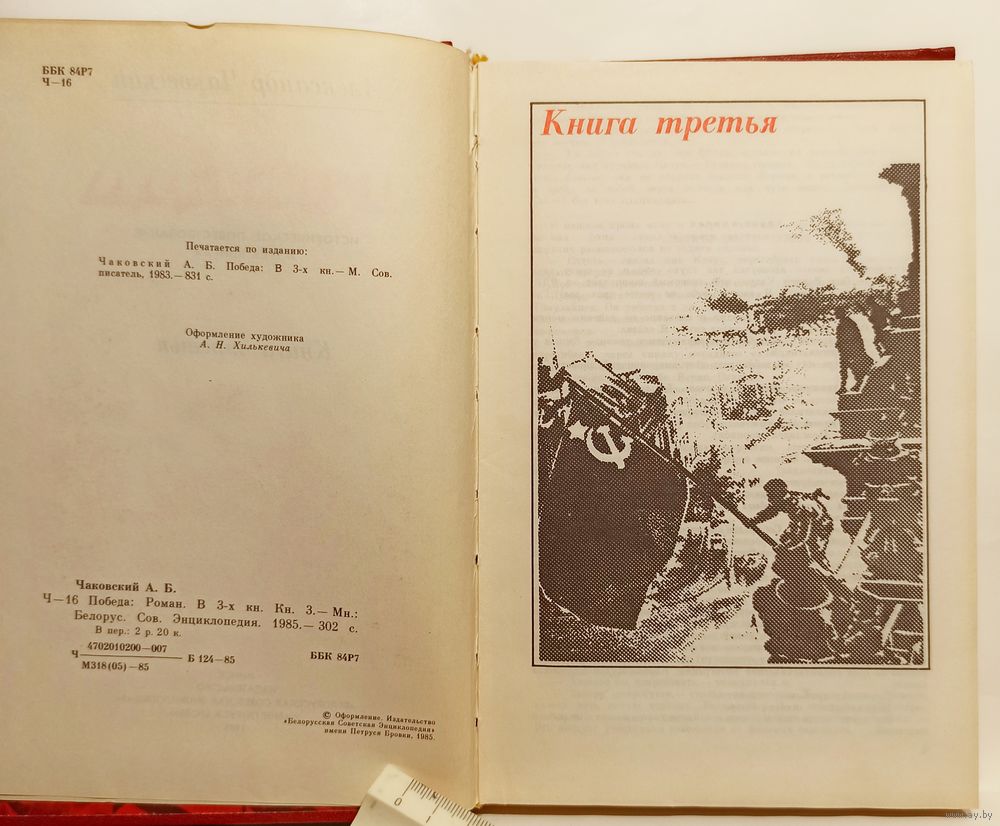 ББК 84Р7
Ч—16
Печатается по изданию:
Чаковский А. Б. Победа: В 3-х кн.— М. Сов.
писатель, 1983.— 831 с.
Оформление художника
А. Н. Хилькевича
Чаковский А. Б.
Ч—16 Победа: Роман. В 3-х кн. Кн. 3.— Мн.:
Белорус. Сов. Энциклопедия. 1985.— 302 с.
В пер.: 2 р. 20 к.
4702010200—007
Ч
Б 124—85
ББК 84Р7
М318(05)—85
© Оформление, Издательство
«Белорусская Советская Энциклопедия»
имени Петруся Бровки, 1985.
Книга третья
0
1